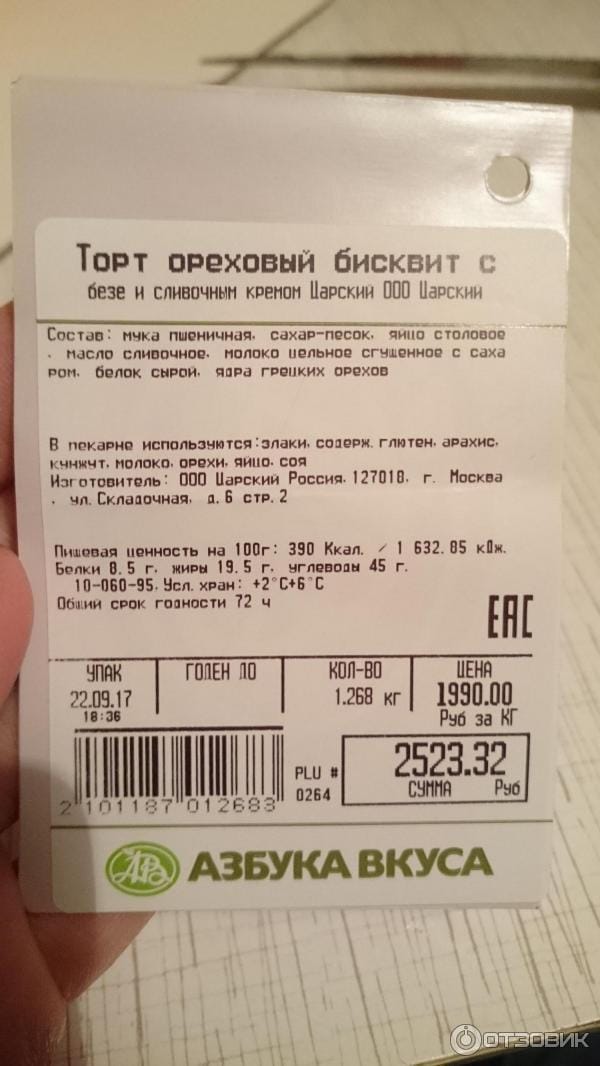 Торт ореховый бисквит с
безе и сливочным кремом Царский ООО Царский
Состав: мука пшеничная, сахар-песок, яйцо столовое
, масло сливочное, молоко цельное сгущенное с саха
ром, белок сырой, ядра грецких орехов
В пекарне используются:злаки, содерж. глютен, арахис,
кунжут, молоко, орехи, яйцо, соя
Изготовитель: ООО Царский Россия, 127018, г. Москва
, ул. Складочная, д. 6 стр. 2
Пищевая ценность на 100г: 390 Ккал. / 1 632.85 кДж.
Белки 8.5 г, жиры 19.5 г, углеводы 45 г.
10-060-95, Усл. хран: +2°С+6°С
Общий срок годности 72 ч
EAC
УПАК ГОДЕН ДО КОЛ-ВО ЦЕНА
22.09.17 1.268 кг 1990.00
18:36 Руб за КГ
PLU # 2523.32
0264 СУММА Руб
2 101187 012683
АВ АЗБУКА ВКУСА
ОТЗОВИК